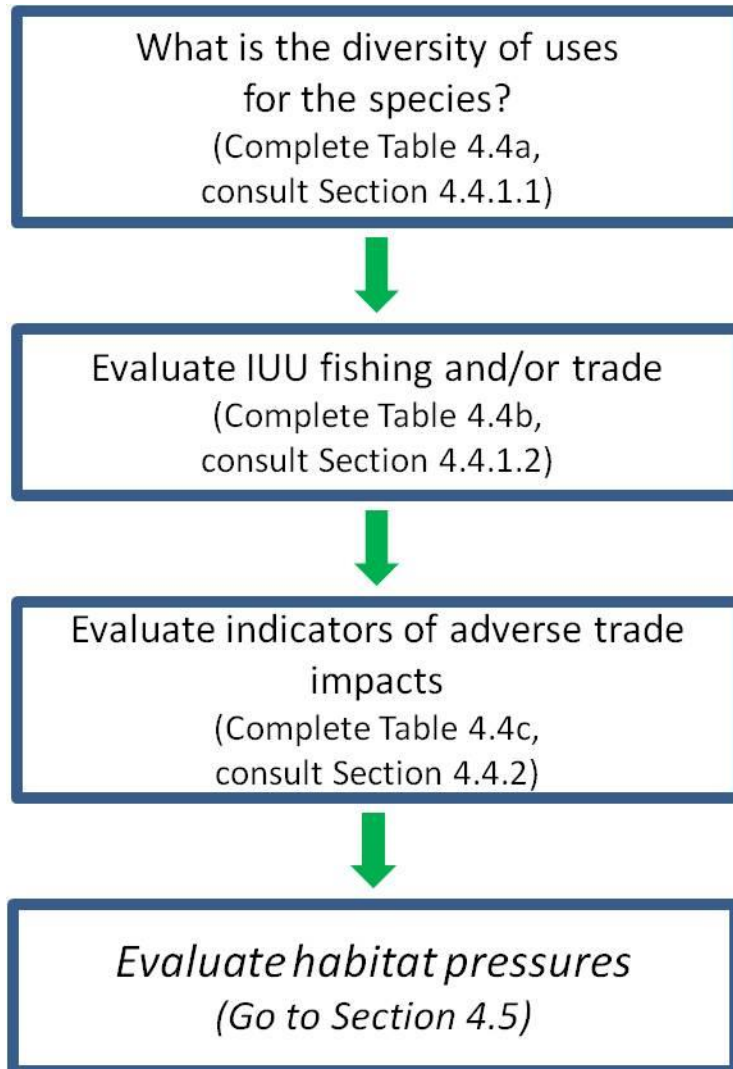 What is the diversity of uses
for the species?
(Complete Table 4.4a,
consult Section 4.4.1.1)
Evaluate IUU fishing and/or trade
(Complete Table 4.4b,
consult Section 4.4.1.2)
Evaluate indicators of adverse trade
impacts
(Complete Table 4.4c,
consult Section 4.4.2)
Evaluate habitat pressures
(Go to Section 4.5)